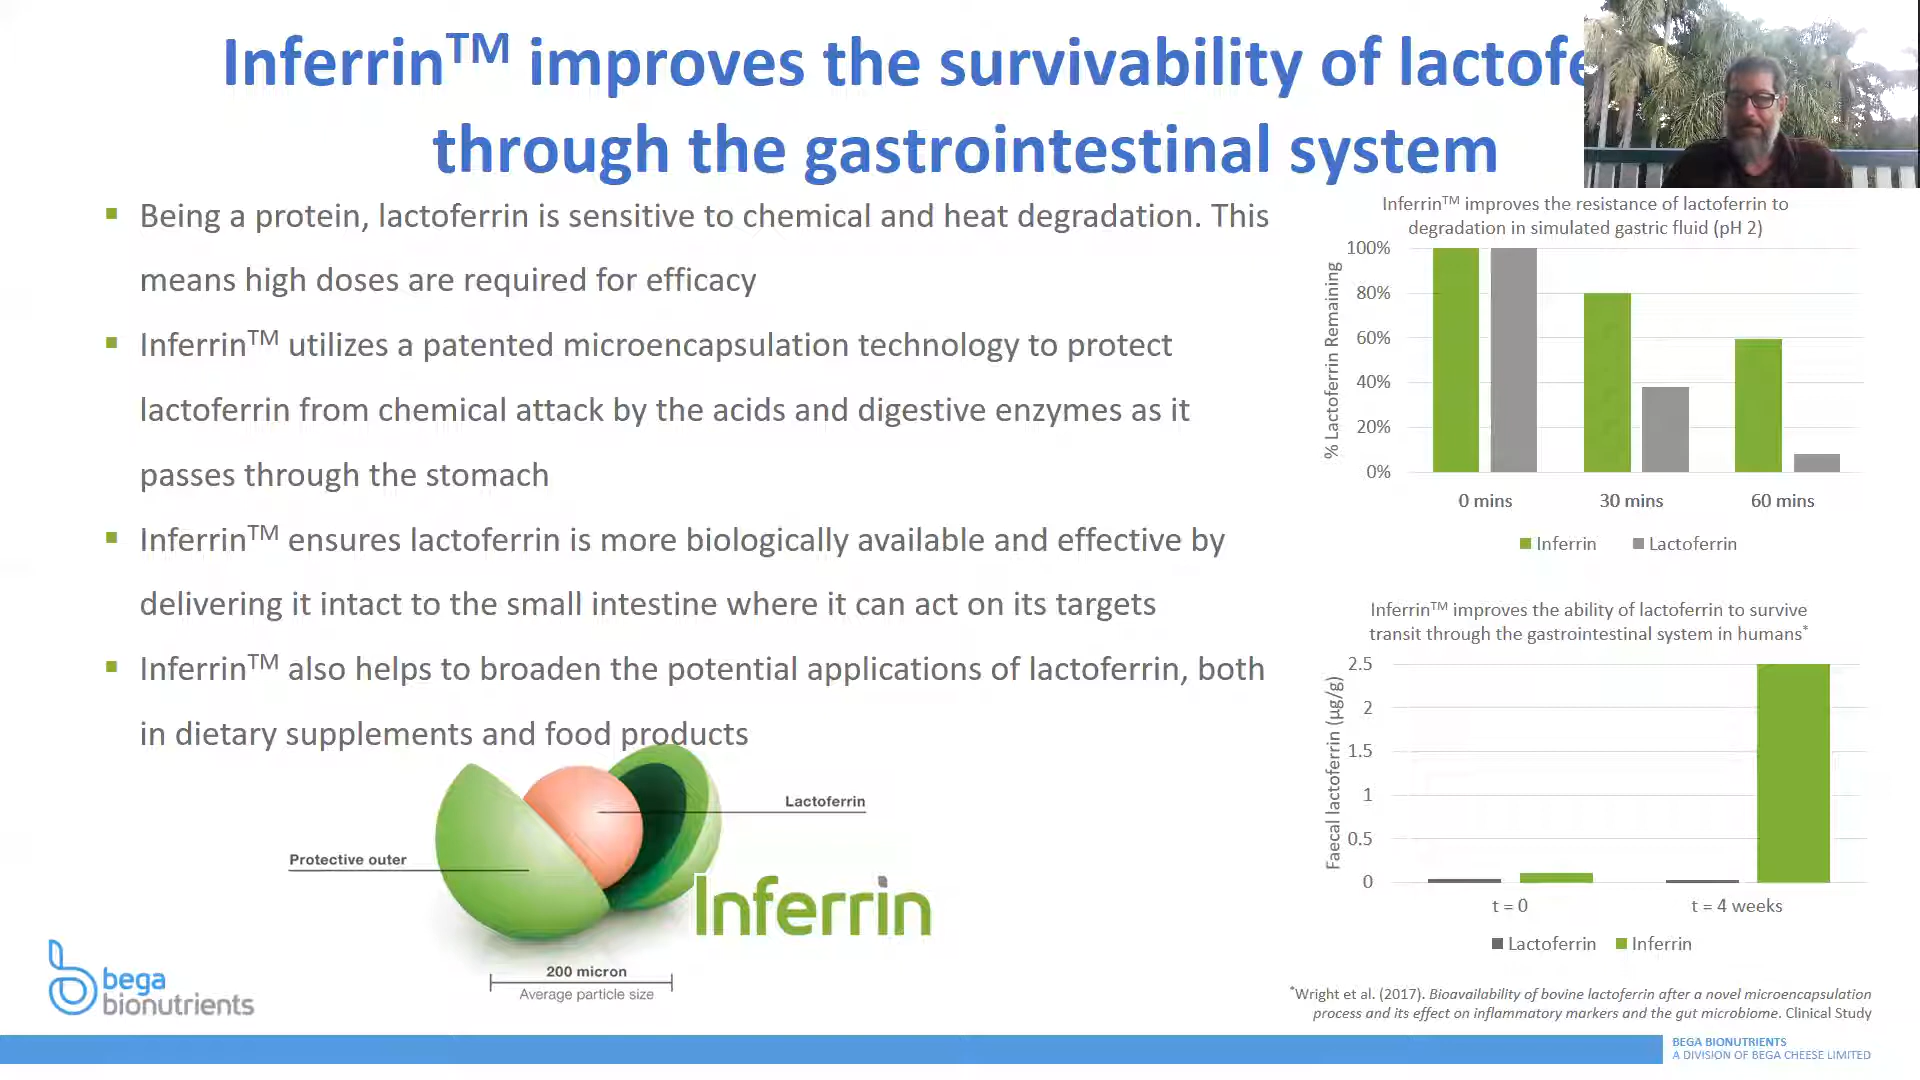 Inferrin™ improves the survivability of lactofe
through the gastrointestinal system
Being a protein, lactoferrin is sensitive to chemical and heat degradation. This
means high doses are required for efficacy
Inferrin™ utilizes a patented microencapsulation technology to protect
lactoferrin from chemical attack by the acids and digestive enzymes as it
passes through the stomach
Inferrin™ ensures lactoferrin is more biologically available and effective by
delivering it intact to the small intestine where it can act on its targets
Inferrin™ also helps to broaden the potential applications of lactoferrin, both
in dietary supplements and food products
Lactoferrin
Protective outer
Inferrin
200 micron
Average particle size
bega
bionutrients
Inferrin™ improves the resistance of lactoferrin to
degradation in simulated gastric fluid (pH 2)
% Lactoferrin Remaining
100%
80%
60%
40%
20%
0%
0 mins 30 mins 60 mins
Inferrin Lactoferrin
Inferrin™ improves the ability of lactoferrin to survive
transit through the gastrointestinal system in humans*
Faecal lactoferrin (µg/g)
2.5
2
1.5
1
0.5
0
t = 0 t = 4 weeks
Lactoferrin Inferrin
*Wright et al. (2017). Bioavailability of bovine lactoferrin after a novel microencapsulation
process and its effect on inflammatory markers and the gut microbiome. Clinical Study
BEGA BIONUTRIENTS
A DIVISION OF BEGA CHEESE LIMITED